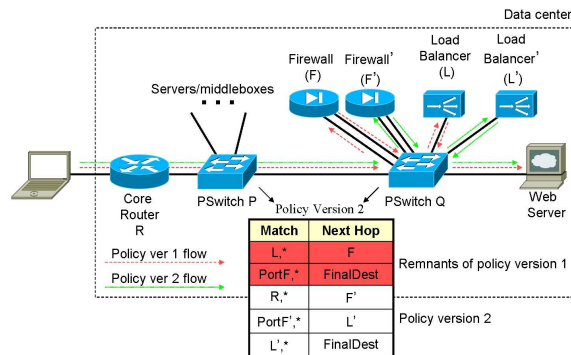 Data center
Firewall
(F)
Firewall'
(F')
Load
Balancer
(L)
Load
Balancer'
(L')
Servers/middleboxes
Core
Router
R
PSwitch P
PSwitch Q
Web
Server
Policy Version 2
Match Next Hop
L,* F
PortF,* FinalDest
R,* F'
PortF',* L'
L',* FinalDest
Policy ver 1 flow
Policy ver 2 flow
Remnants of policy version 1
Policy version 2